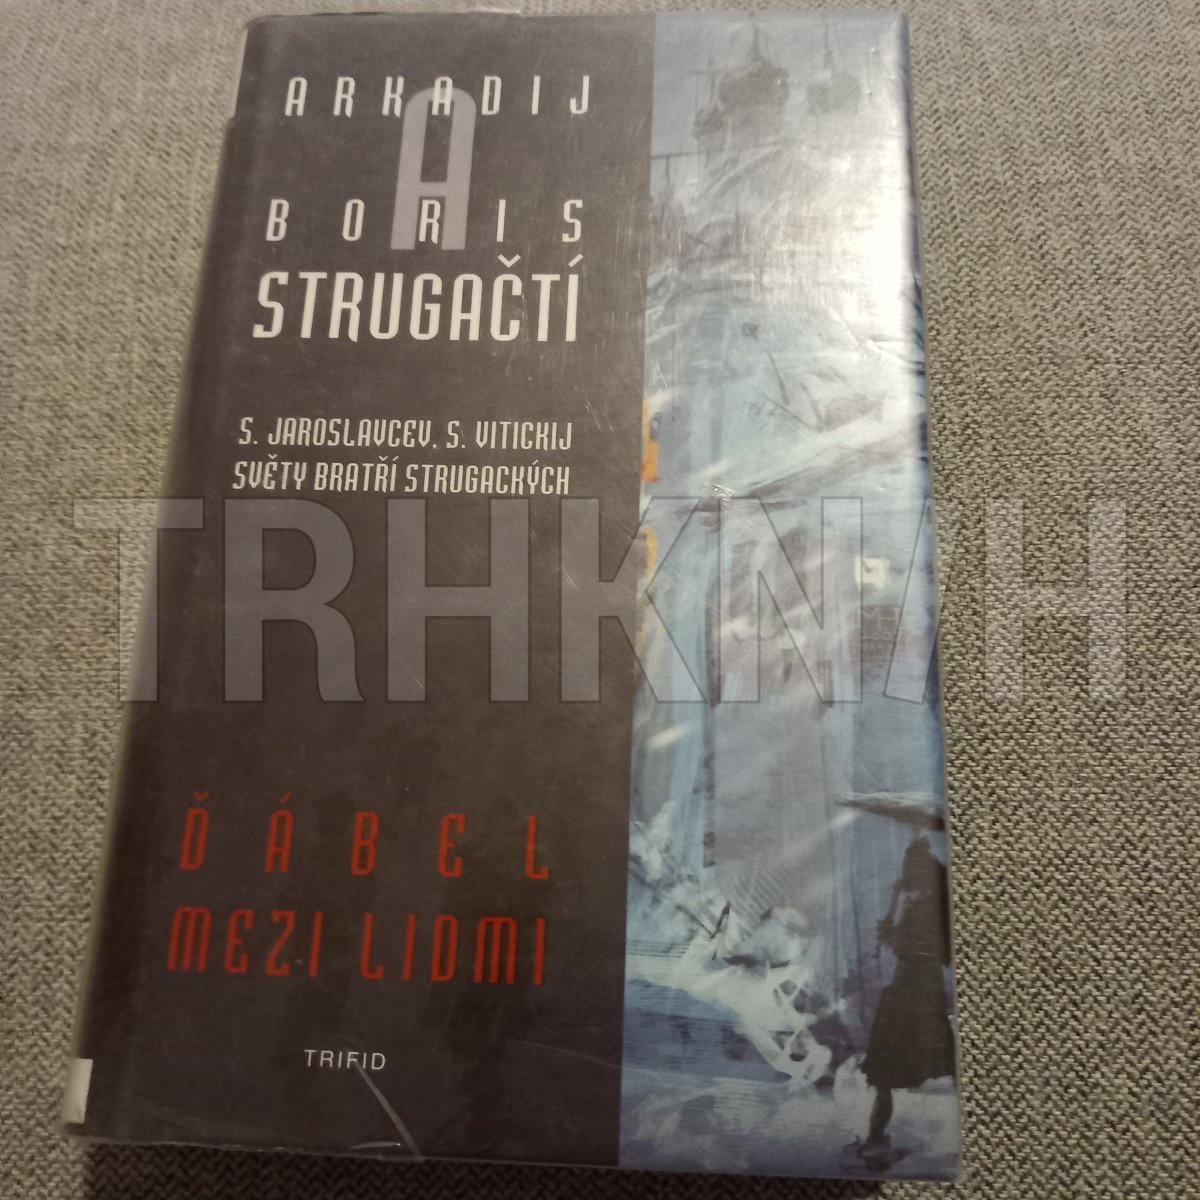 ARKADIJ
A
BORIS
STRUGAČTÍ
S. JAROSLAVCEV, S. VITICKIJ
SVĚTY BRATŘÍ STRUGACKÝCH
TRHKNIH
ĎÁBEL
MEZI LIDMI
TRIFID